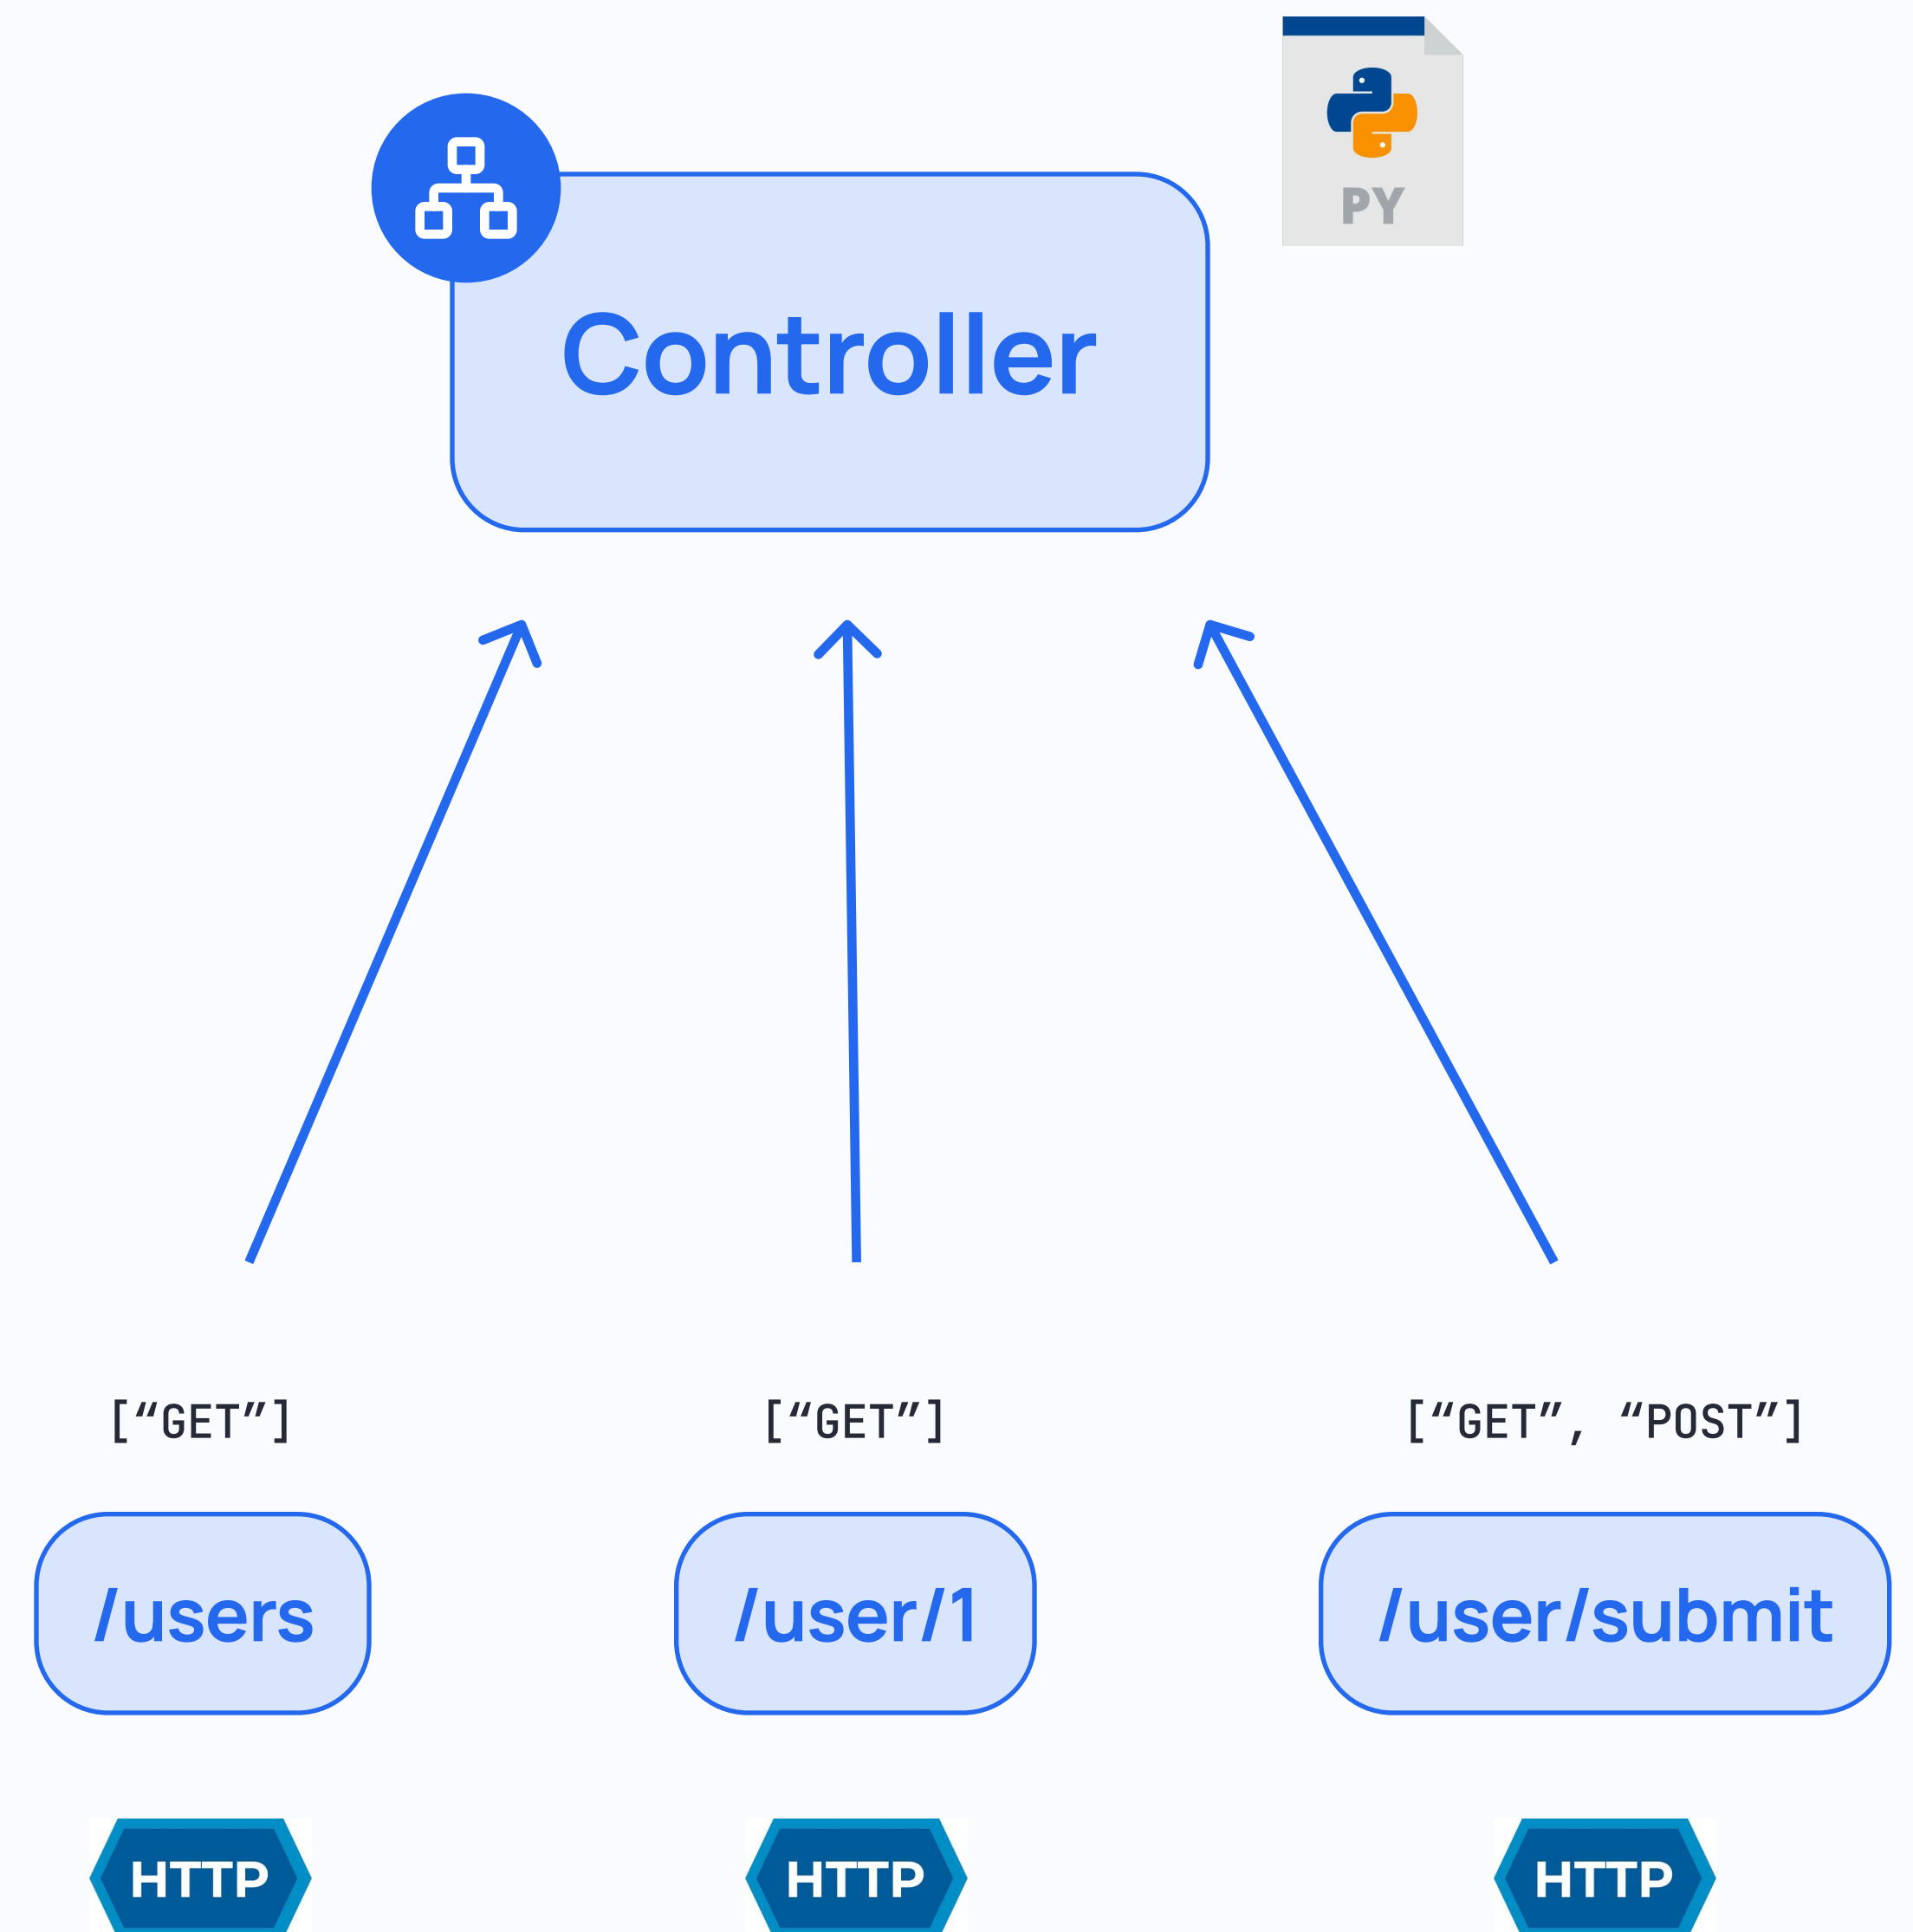 PY
Controller
[“GET”]
[“GET”]
[“GET”, “POST”]
/users
/user/1
/user/submit
HTTP
HTTP
HTTP